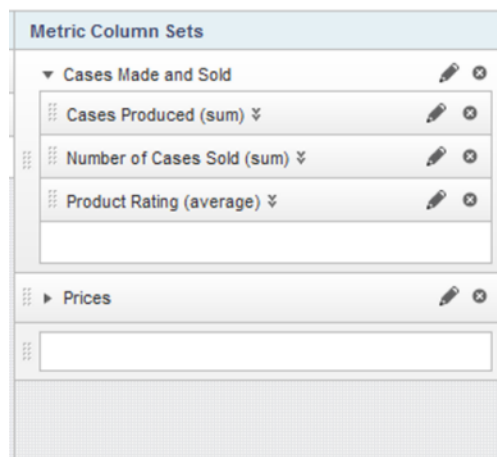 Metric Column Sets
Cases Made and Sold
Cases Produced (sum)
Number of Cases Sold (sum)
Product Rating (average)
Prices